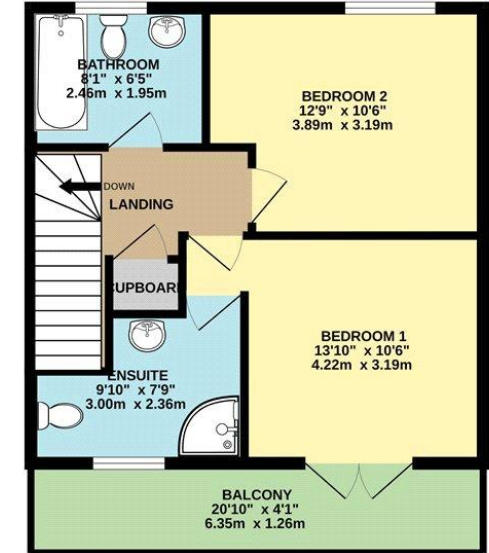 BATHROOM
8'1" x 6'5"
2.46m x 1.95m
BEDROOM 2
12'9" x 10'6"
3.89m x 3.19m
DOWN
LANDING
CUPBOARD
BEDROOM 1
13'10" x 10'6"
4.22m x 3.19m
ENSUITE
9'10" x 7'9"
3.00m x 2.36m
BALCONY
20'10" x 4'1"
6.35m x 1.26m